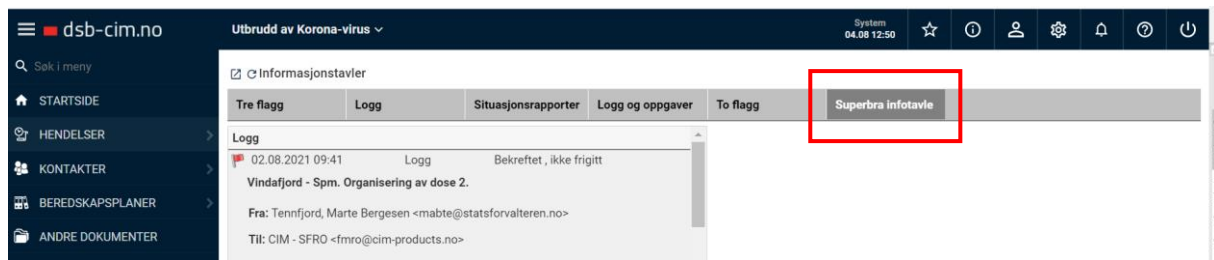 dsb-cim.no
Utbrudd av Korona-virus
System
04.08 12:50
Søk i meny
Informasjonstavler
STARTSIDE
Tre flagg Logg Situasjonsrapporter Logg og oppgaver To flagg Superbra infotavle
HENDELSER
Logg
KONTAKTER
02.08.2021 09:41 Logg Bekreftet , ikke frigitt
Vindafjord - Spm. Organisering av dose 2.
BEREDSKAPSPLANER
Fra: Tennfjord, Marte Bergesen <mabte@statsforvalteren.no>
ANDRE DOKUMENTER
Til: CIM - SFRO <fmro@cim-products.no>